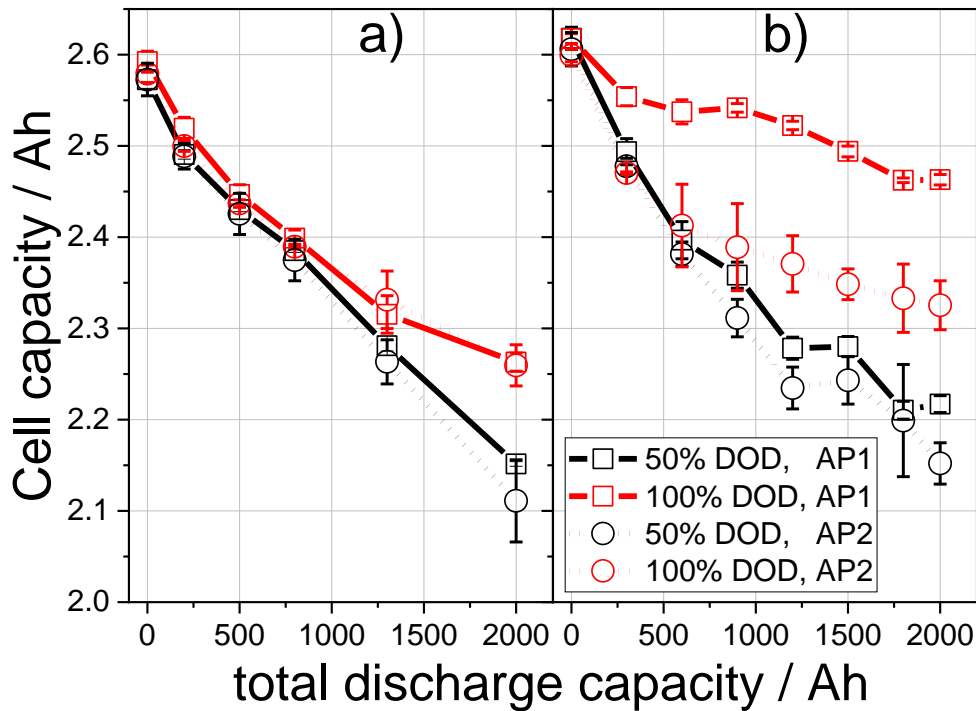 a)
b)
Cell capacity / Ah
2.6
2.5
2.4
2.3
2.2
2.1
2.0
50% DOD, AP1
100% DOD, AP1
50% DOD, AP2
100% DOD, AP2
0 500 1000 1500 2000
0 500 1000 1500 2000
total discharge capacity / Ah